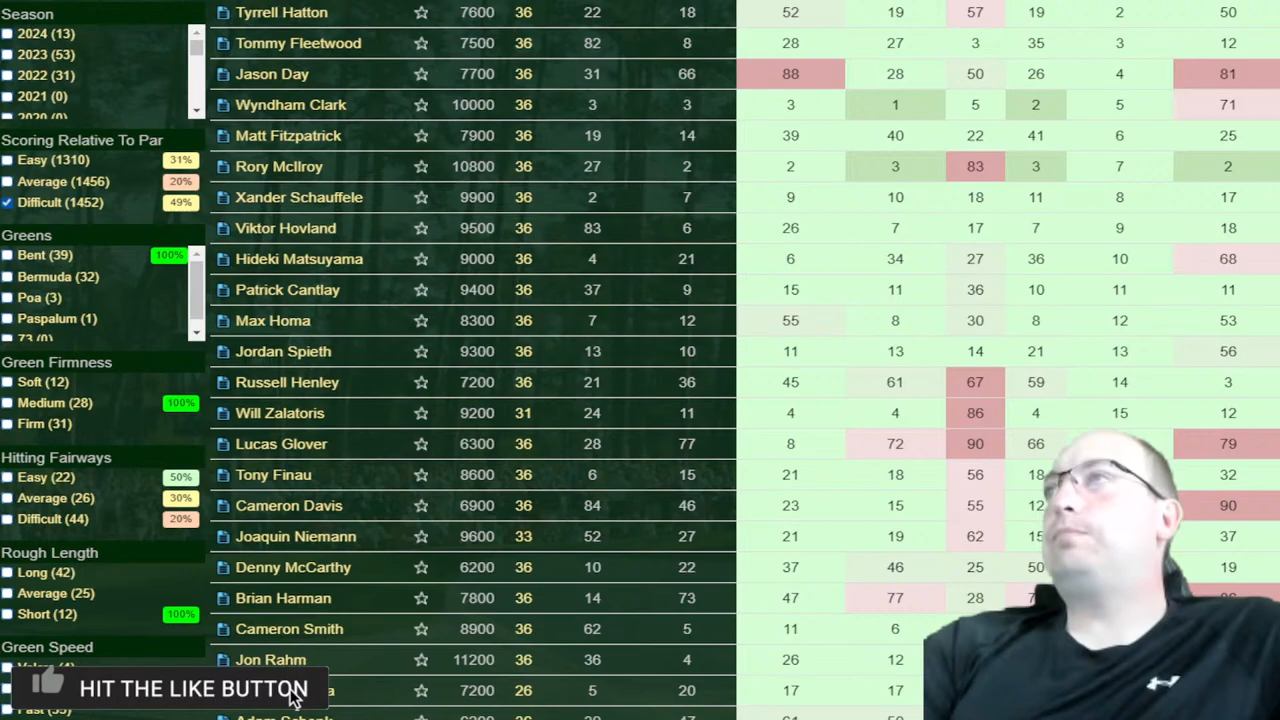 Season
2024 (13)
2023 (53)
2022 (31)
2021 (0)
2020 (0)
Scoring Relative To Par
Easy (1310) 31%
Average (1456) 20%
Difficult (1452) 49%
Greens
Bent (39) 100%
Bermuda (32)
Poa (3)
Paspalum (1)
73 (0)
Green Firmness
Soft (12)
Medium (28) 100%
Firm (31)
Hitting Fairways
Easy (22) 50%
Average (26) 30%
Difficult (44) 20%
Rough Length
Long (42)
Average (25)
Short (12) 100%
Green Speed
HIT THE LIKE BUTTON
Tyrrell Hatton 7600 36 22 18 52 19 57 19 2 50
Tommy Fleetwood 7500 36 82 8 28 27 3 35 3 12
Jason Day 7700 36 31 66 88 28 50 26 4 81
Wyndham Clark 10000 36 3 3 3 1 5 2 5 71
Matt Fitzpatrick 7900 36 19 14 39 40 22 41 6 25
Rory McIlroy 10800 36 27 2 2 3 83 3 7 2
Xander Schauffele 9900 36 2 7 9 10 18 11 8 17
Viktor Hovland 9500 36 83 6 26 7 17 7 9 18
Hideki Matsuyama 9000 36 4 21 6 34 27 36 10 68
Patrick Cantlay 9400 36 37 9 15 11 36 10 11 11
Max Homa 8300 36 7 12 55 8 30 8 12 53
Jordan Spieth 9300 36 13 10 11 13 14 21 13 56
Russell Henley 7200 36 21 36 45 61 67 59 14 3
Will Zalatoris 9200 31 24 11 4 4 86 4 15 12
Lucas Glover 6300 36 28 77 8 72 90 66 79
Tony Finau 8600 36 6 15 21 18 56 18 32
Cameron Davis 6900 36 84 46 23 15 55 12 90
Joaquin Niemann 9600 33 52 27 21 19 62 15 37
Denny McCarthy 6200 36 10 22 37 46 25 50 19
Brian Harman 7800 36 14 73 47 77 28
Cameron Smith 8900 36 62 5 11 6
Jon Rahm 11200 36 36 4 26 12
7200 26 5 20 17 17